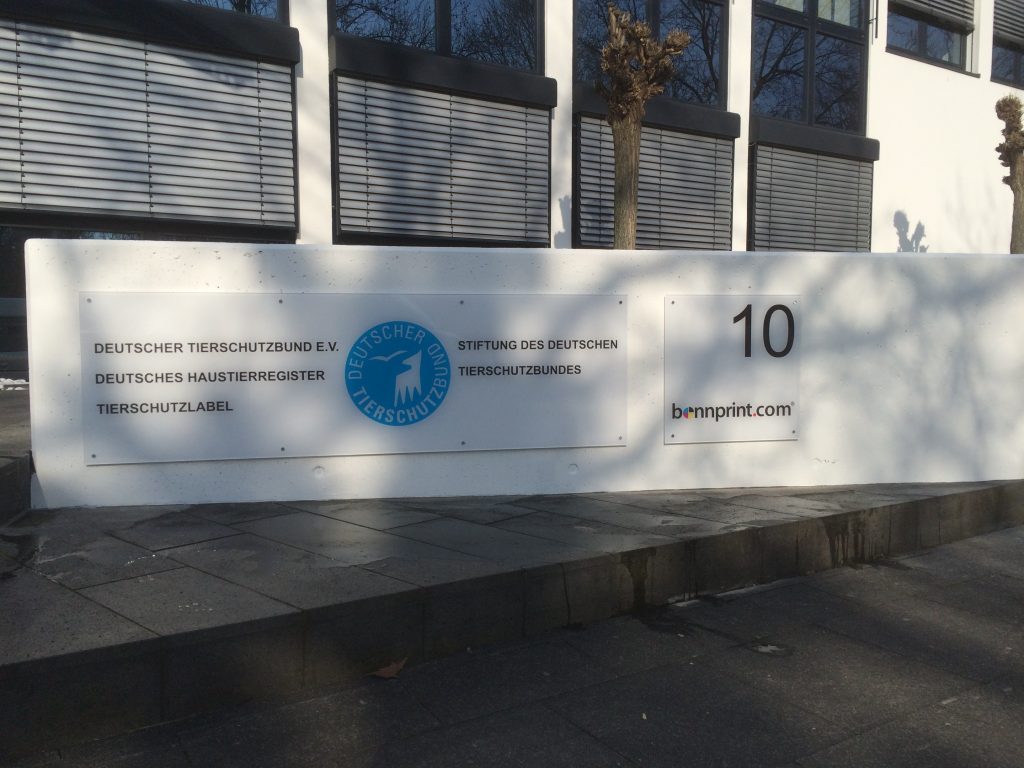 DEUTSCHER TIERSCHUTZBUND E.V.
DEUTSCHES HAUSTIERREGISTER
TIERSCHUTZLABEL
DEUTSCHER TIERSCHUTZBUND
STIFTUNG DES DEUTSCHEN
TIERSCHUTZBUNDES
10
bonnprint.com®